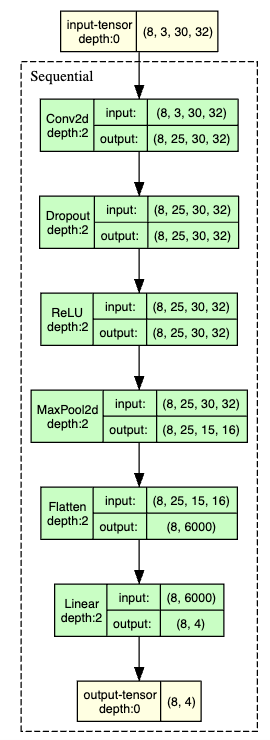 input-tensor
depth:0
(8, 3, 30, 32)
Sequential
Conv2d
depth:2
input:
(8, 3, 30, 32)
output:
(8, 25, 30, 32)
Dropout
depth:2
input:
(8, 25, 30, 32)
output:
(8, 25, 30, 32)
ReLU
depth:2
input:
(8, 25, 30, 32)
output:
(8, 25, 30, 32)
MaxPool2d
depth:2
input:
(8, 25, 30, 32)
output:
(8, 25, 15, 16)
Flatten
depth:2
input:
(8, 25, 15, 16)
output:
(8, 6000)
Linear
depth:2
input:
(8, 6000)
output:
(8, 4)
output-tensor
depth:0
(8, 4)